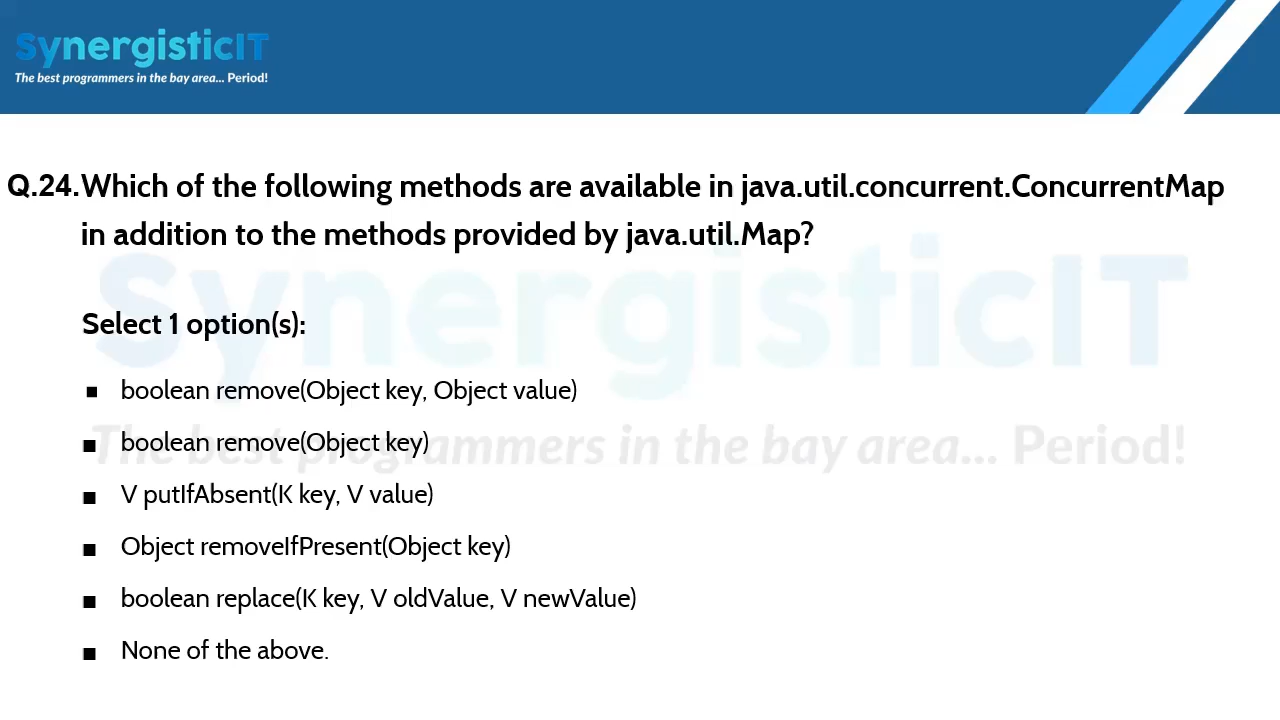 SynergisticIT
The best programmers in the bay area... Period!
Q.24. Which of the following methods are available in java.util.concurrent.ConcurrentMap
in addition to the methods provided by java.util.Map?
SynergisticIT
The best programmers in the bay area... Period!
Select 1 option(s):
boolean remove(Object key, Object value)
boolean remove(Object key)
V putIfAbsent(K key, V value)
Object removeIfPresent(Object key)
boolean replace(K key, V oldValue, V newValue)
None of the above.